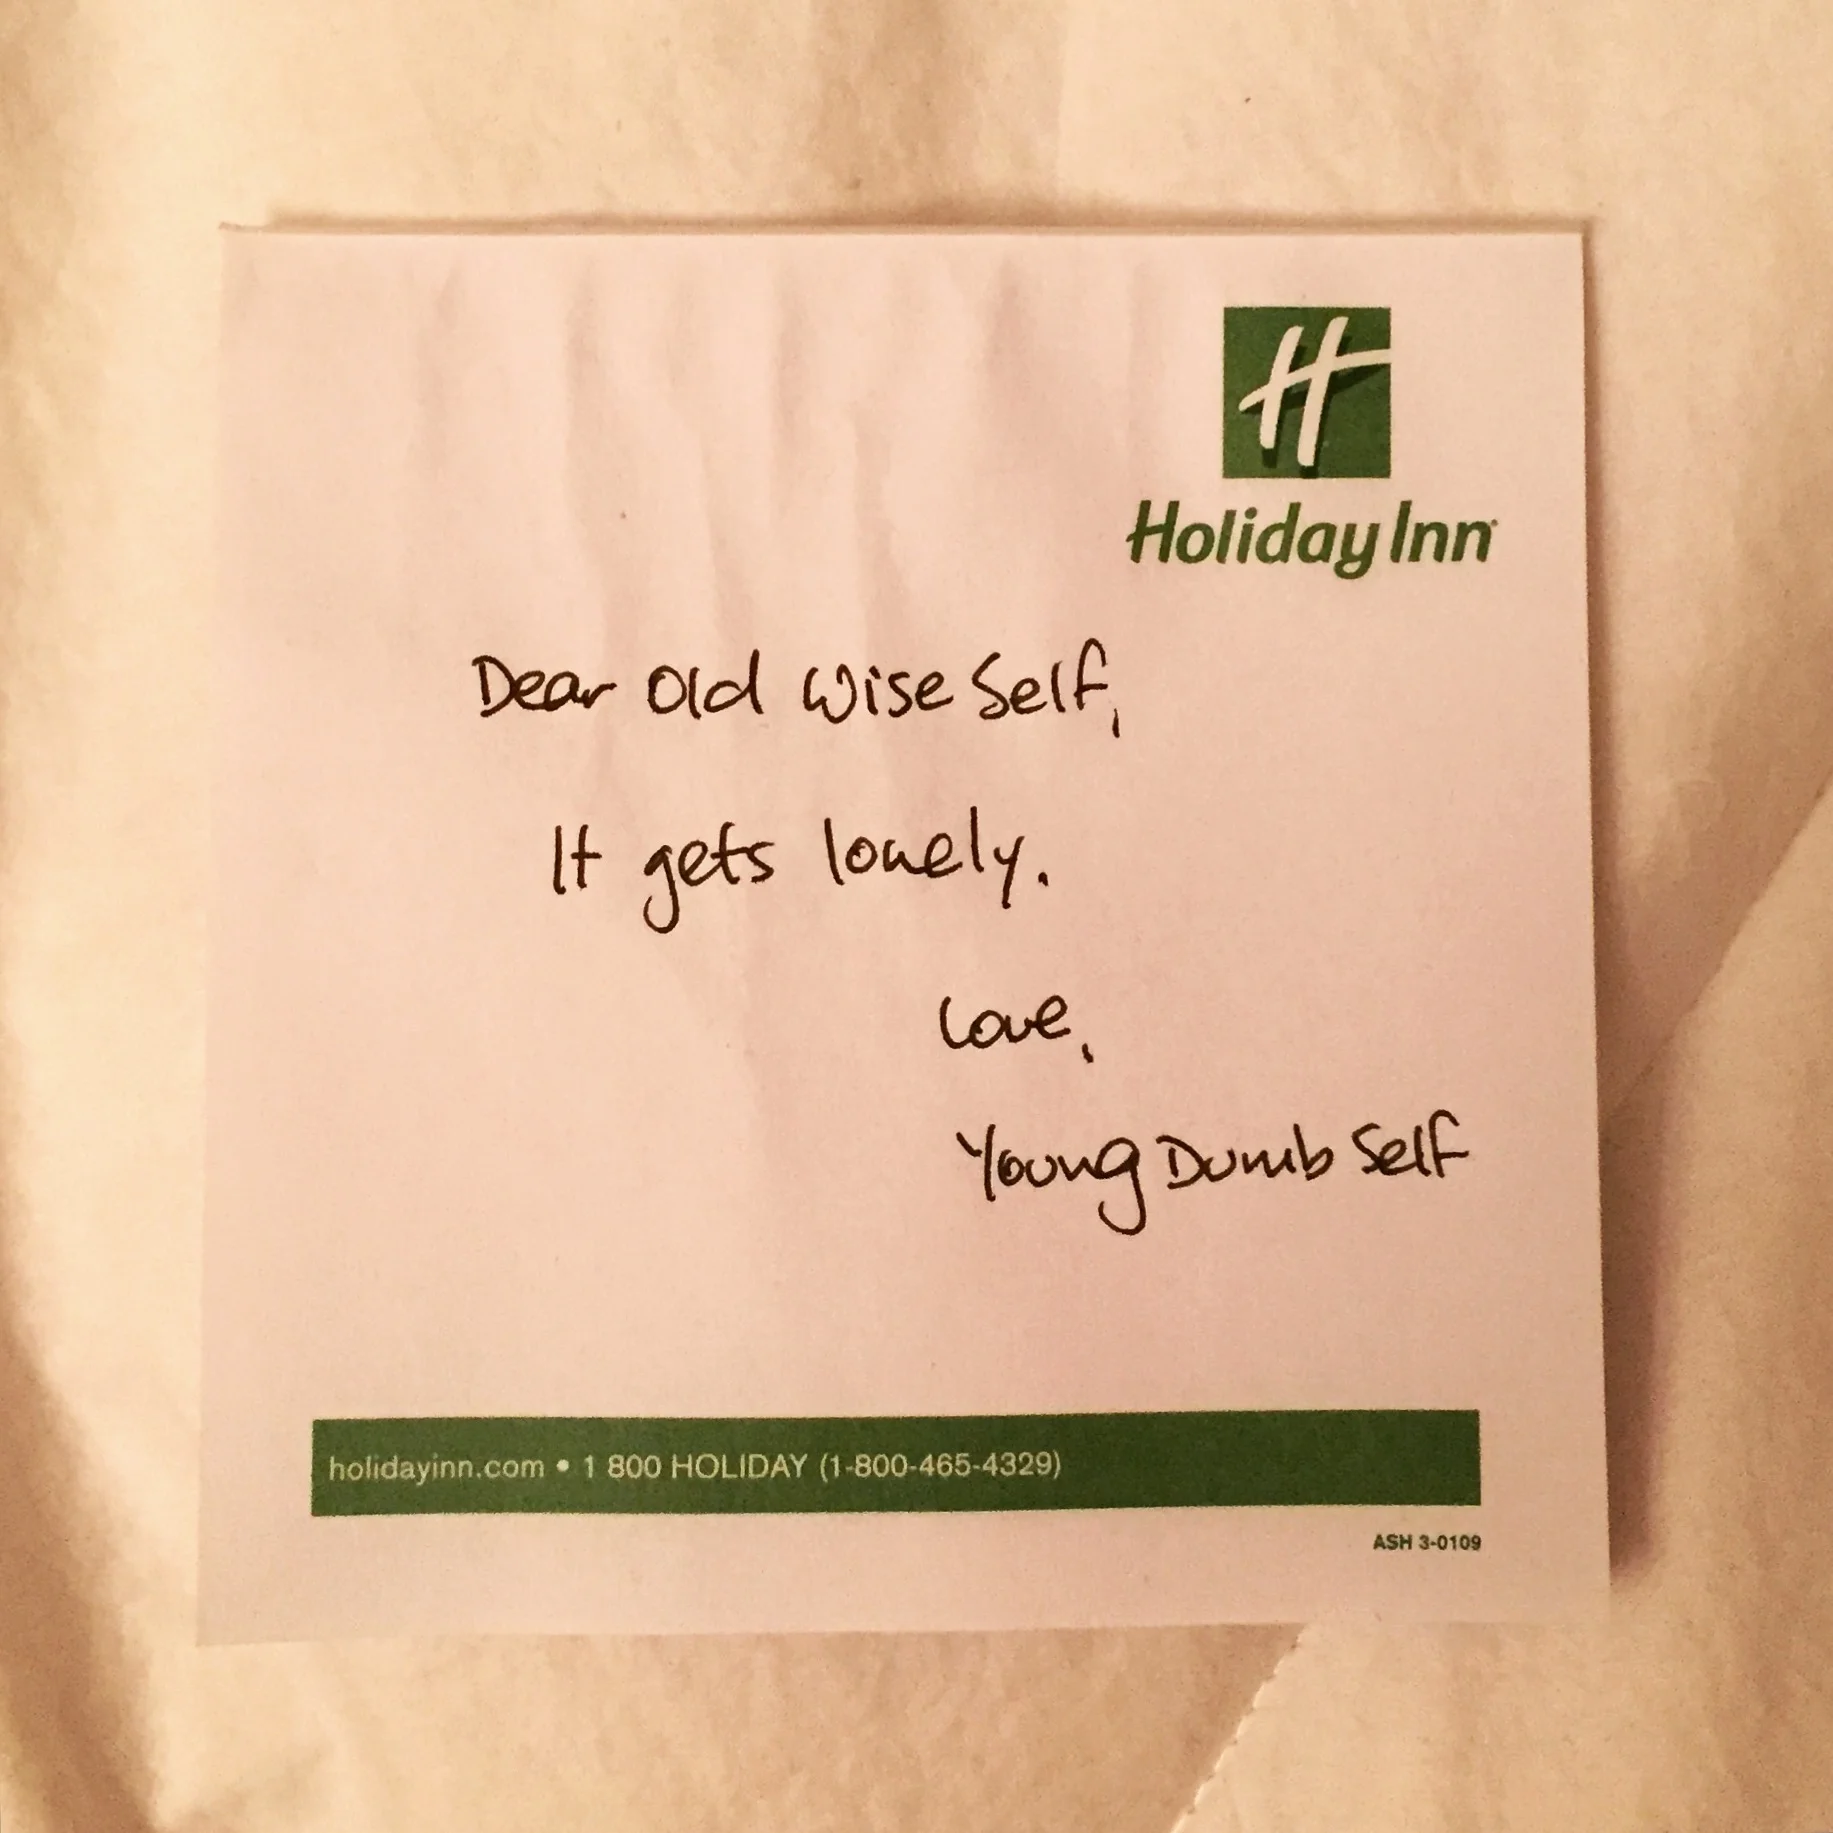 H
Holiday Inn
Dear Old Wise Self,
It gets lonely.
Love,
Young Dumb Self
holidayinn.com • 1 800 HOLIDAY (1-800-465-4329)
ASH 3-0109